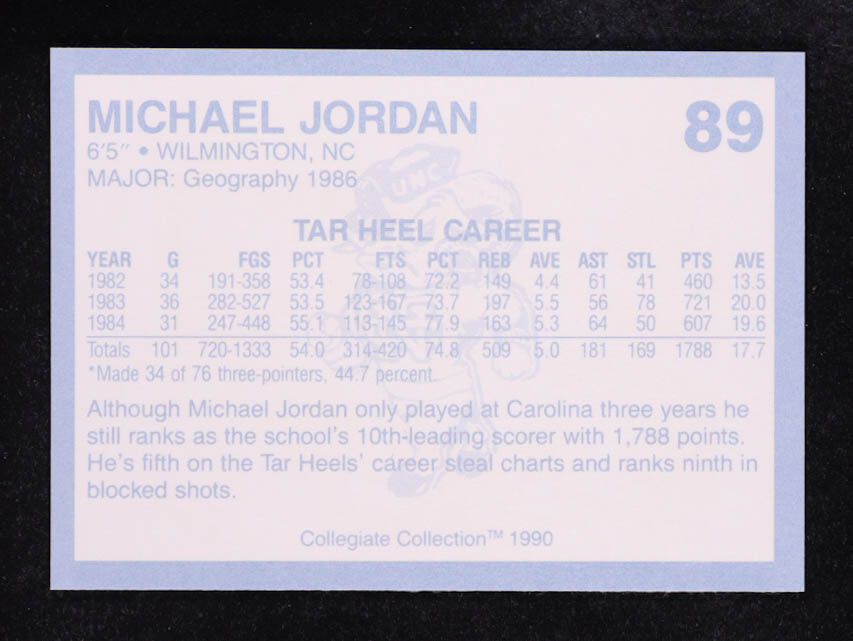 MICHAEL JORDAN 89
6'5" • WILMINGTON, NC
MAJOR: Geography 1986
UNC
TAR HEEL CAREER
YEAR G FGS PCT FTS PCT REB AVE AST STL PTS AVE
1982 34 191-358 53.4 78-108 72.2 149 4.4 61 41 460 13.5
1983 36 282-527 53.5 123-167 73.7 197 5.5 56 78 721 20.0
1984 31 247-448 55.1 113-145 77.9 163 5.3 64 50 607 19.6
Totals 101 720-1333 54.0 314-420 74.8 509 5.0 181 169 1788 17.7
*Made 34 of 76 three-pointers, 44.7 percent
Although Michael Jordan only played at Carolina three years he
still ranks as the school's 10th-leading scorer with 1,788 points.
He's fifth on the Tar Heels' career steal charts and ranks ninth in
blocked shots.
Collegiate Collection™ 1990